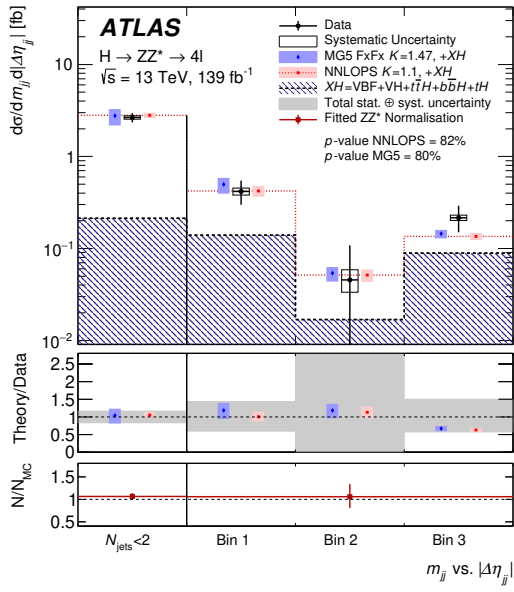 dσ/dm_jj d|Δη_jj| [fb]
ATLAS
H → ZZ* → 4l
√s = 13 TeV, 139 fb⁻¹
Data
Systematic Uncertainty
MG5 FxFx K=1.47, +XH
NNLOPS K=1.1, +XH
XH=VBF+VH+tt̅H+bb̅H+tH
Total stat. ⊕ syst. uncertainty
Fitted ZZ* Normalisation
p-value NNLOPS = 82%
p-value MG5 = 80%
10
1
10⁻¹
10⁻²
Theory/Data
2.5
2
1.5
1
0.5
0
N/N_MC
1.5
1
0.5
N_jets<2
Bin 1
Bin 2
Bin 3
m_jj vs. |Δη_jj|